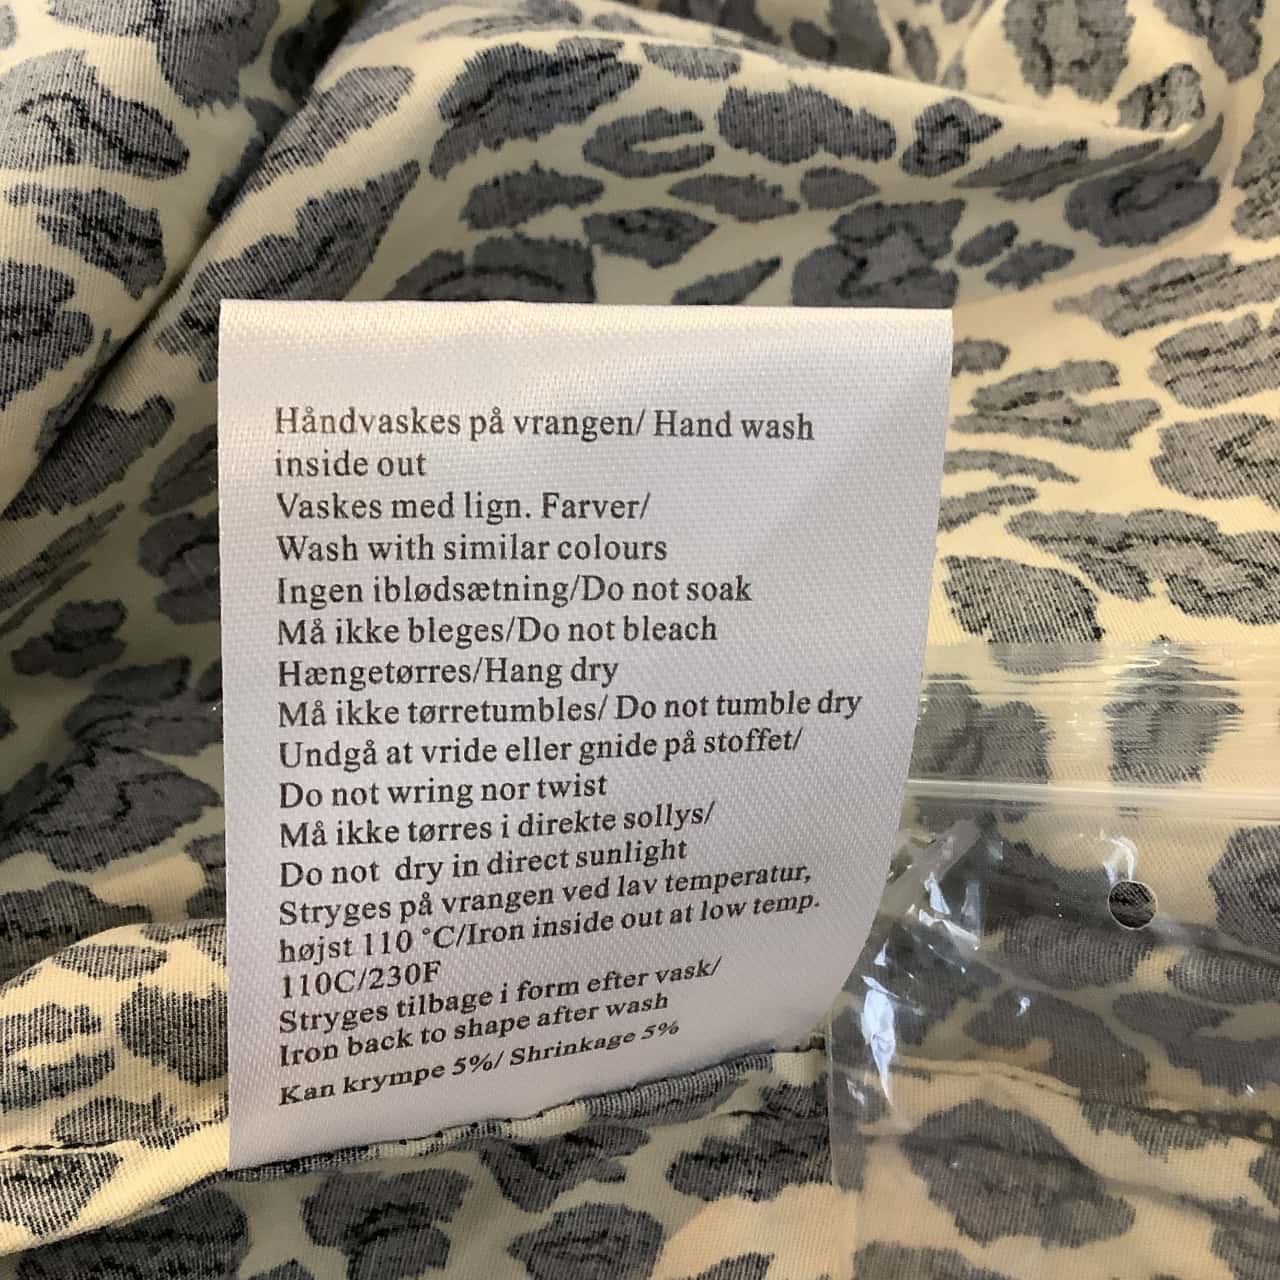 Håndvaskes på vrangen/ Hand wash
inside out
Vaskes med lign. Farver/
Wash with similar colours
Ingen iblødsætning/Do not soak
Må ikke bleges/Do not bleach
Hængetørres/Hang dry
Må ikke tørretumbles/ Do not tumble dry
Undgå at vride eller gnide på stoffet/
Do not wring nor twist
Må ikke tørres i direkte sollys/
Do not dry in direct sunlight
Stryges på vrangen ved lav temperatur,
højst 110 °C/Iron inside out at low temp.
110C/230F
Stryges tilbage i form efter vask/
Iron back to shape after wash
Kan krympe 5%/ Shrinkage 5%